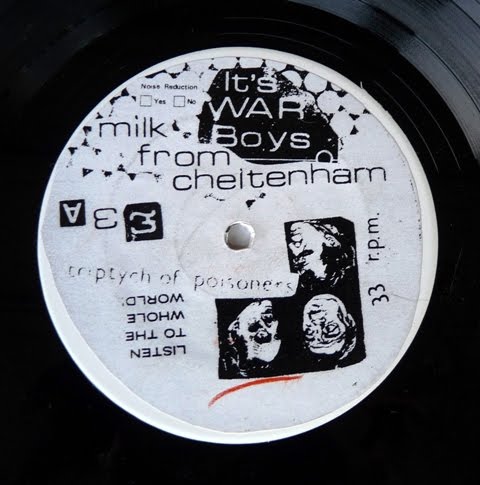 Noise Reduction
Yes No
It's
WAR
Boys
milk
from
cheltenham
A 3 3
triptych of poisoners
33 r.p.m.
LISTEN
TO THE
WHOLE
WORLD'